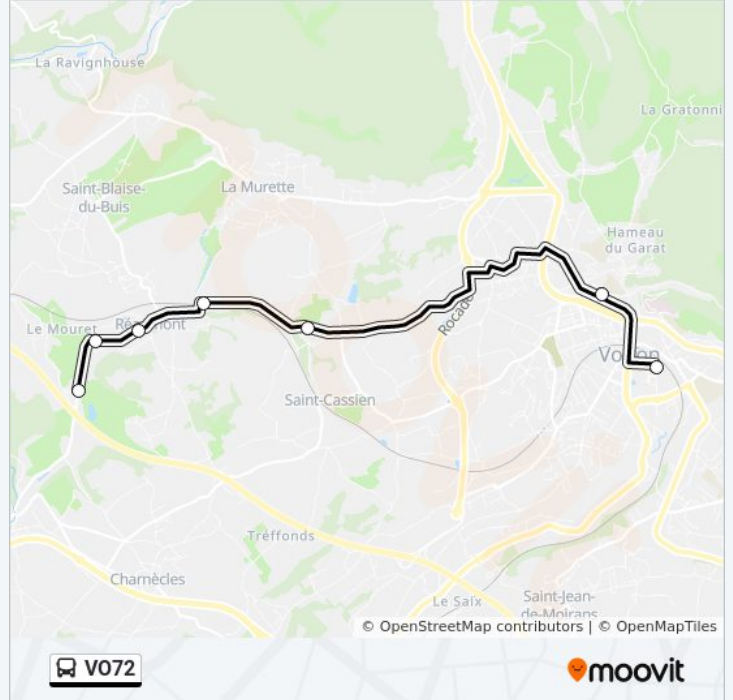 La Ravignhouse
La Gratonni
Saint-Blaise-
du-Buis
La Murette
Hameau
du Garat
Le Mouret
Rocade
Saint-Cassien
Tréffonds
Charnècles
Le Saix
Saint-Jean-
de-Moirans
© OpenStreetMap contributors | © OpenMapTiles
VO72
moovit